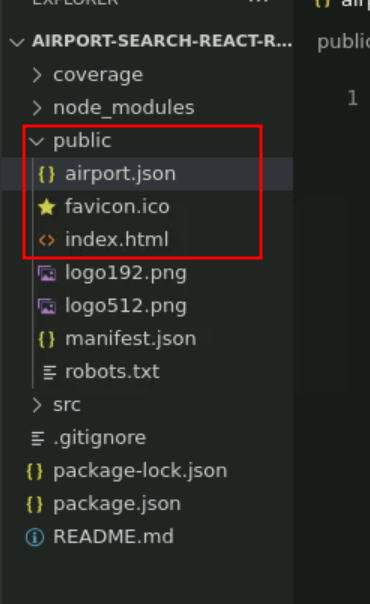 EXPLORER
AIRPORT-SEARCH-REACT-R...
public
coverage
1
node_modules
public
airport.json
favicon.ico
index.html
logo192.png
logo512.png
manifest.json
robots.txt
src
.gitignore
package-lock.json
package.json
README.md